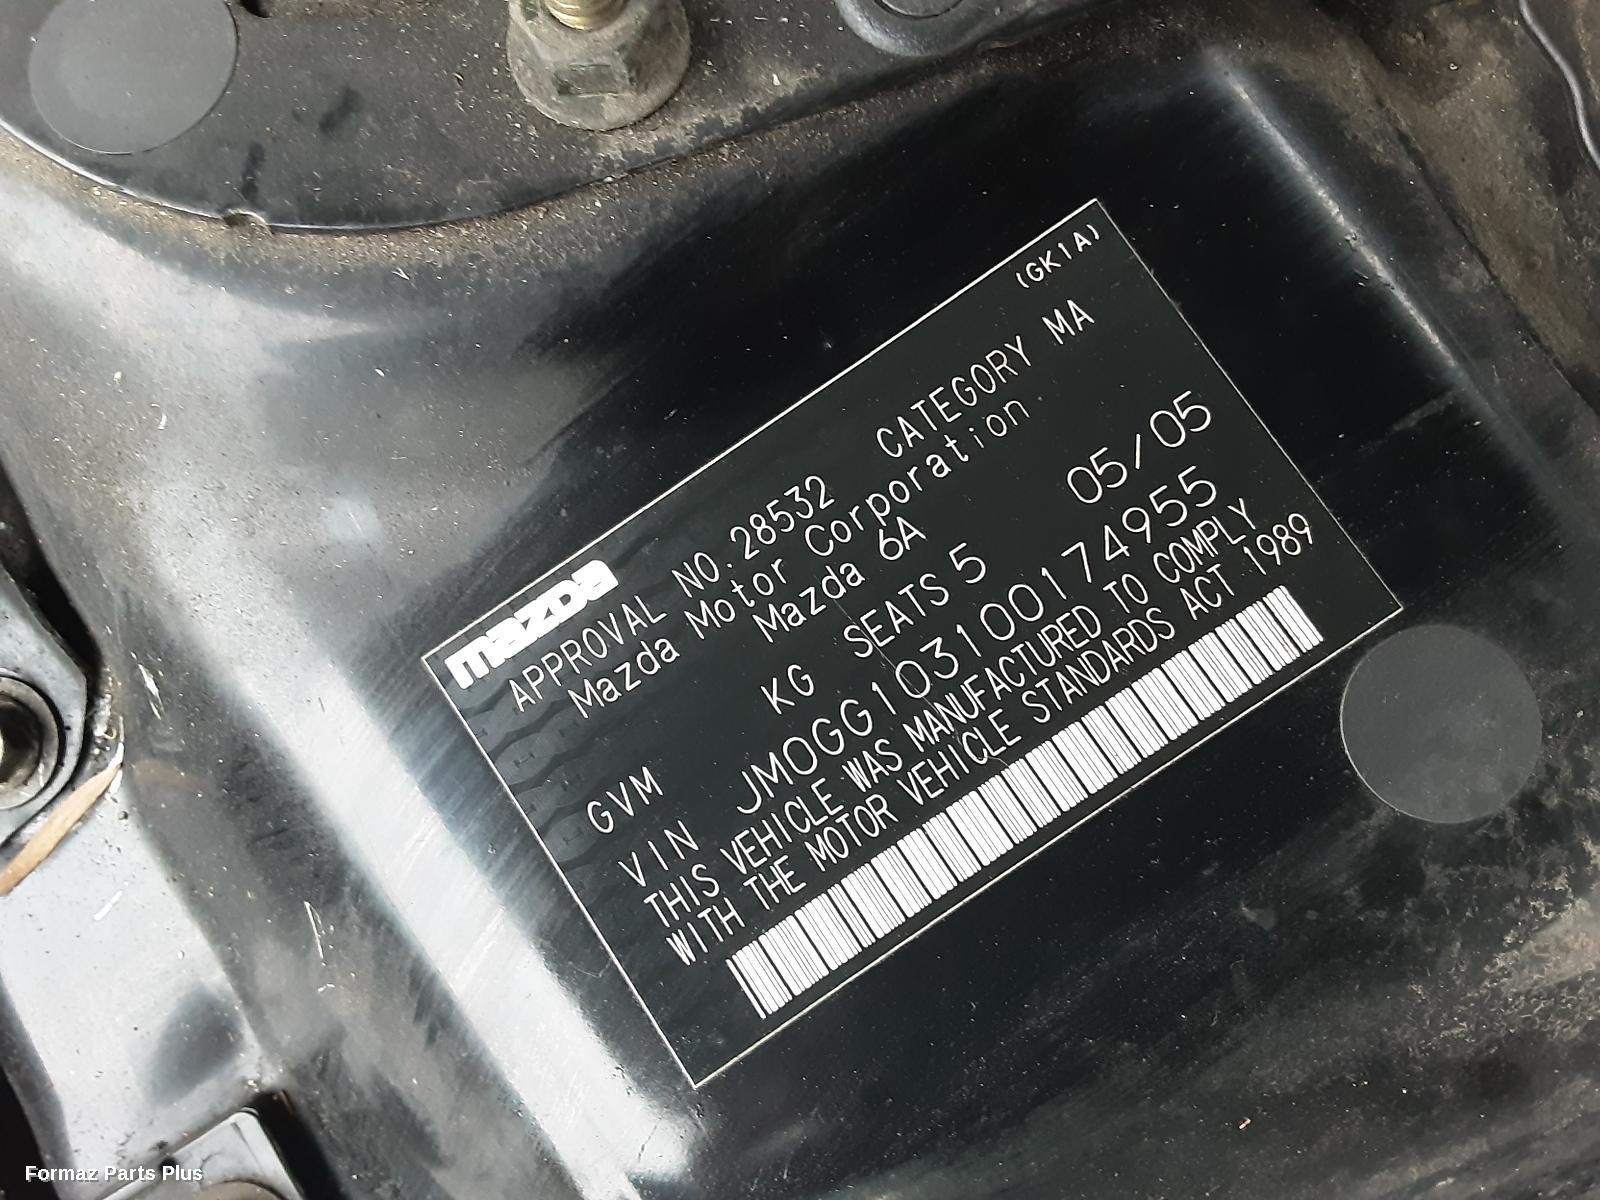 (GK1A)
mazda
APPROVAL NO.28532 CATEGORY MA
Mazda Motor Corporation
Mazda 6A
05/05
GVM KG SEATS 5
VIN JM0GG103100174955
THIS VEHICLE WAS MANUFACTURED TO COMPLY
WITH THE MOTOR VEHICLE STANDARDS ACT 1989
Formaz Parts Plus